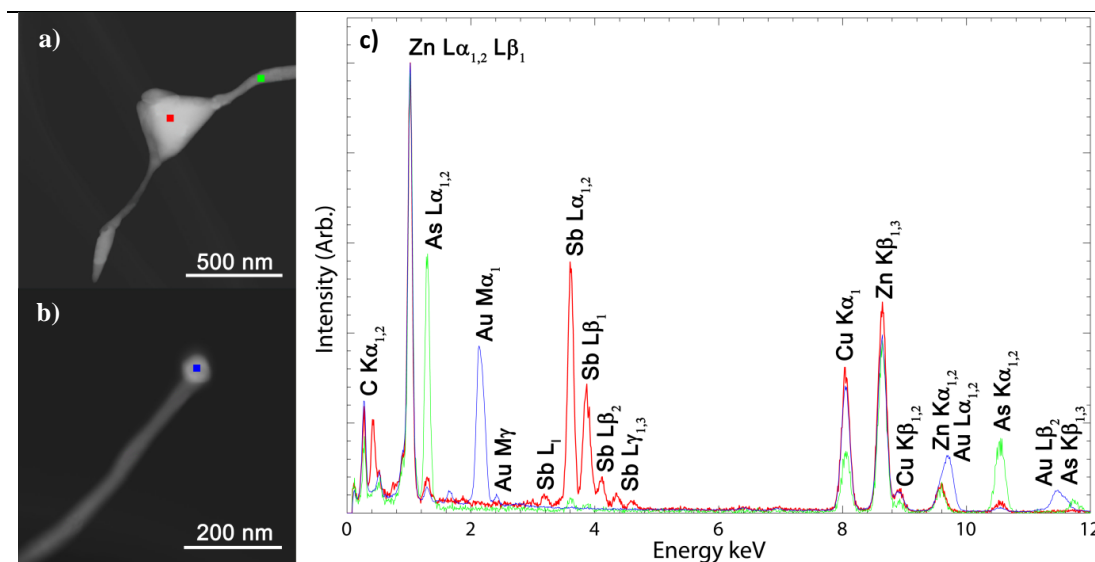 a)
500 nm
b)
200 nm
c)
Intensity (Arb.)
C Kα1,2
Zn Lα1,2 Lβ1
As Lα1,2
Au Mα1
Au Mγ
Sb Ll
Sb Lα1,2
Sb Lβ1
Sb Lβ2
Sb Lγ1,3
Cu Kα1
Zn Kβ1,3
Cu Kβ1,2
Zn Kα1,2
Au Lα1,2
As Kα1,2
Au Lβ2
As Kβ1,3
0 2 4 6 8 10 12
Energy keV